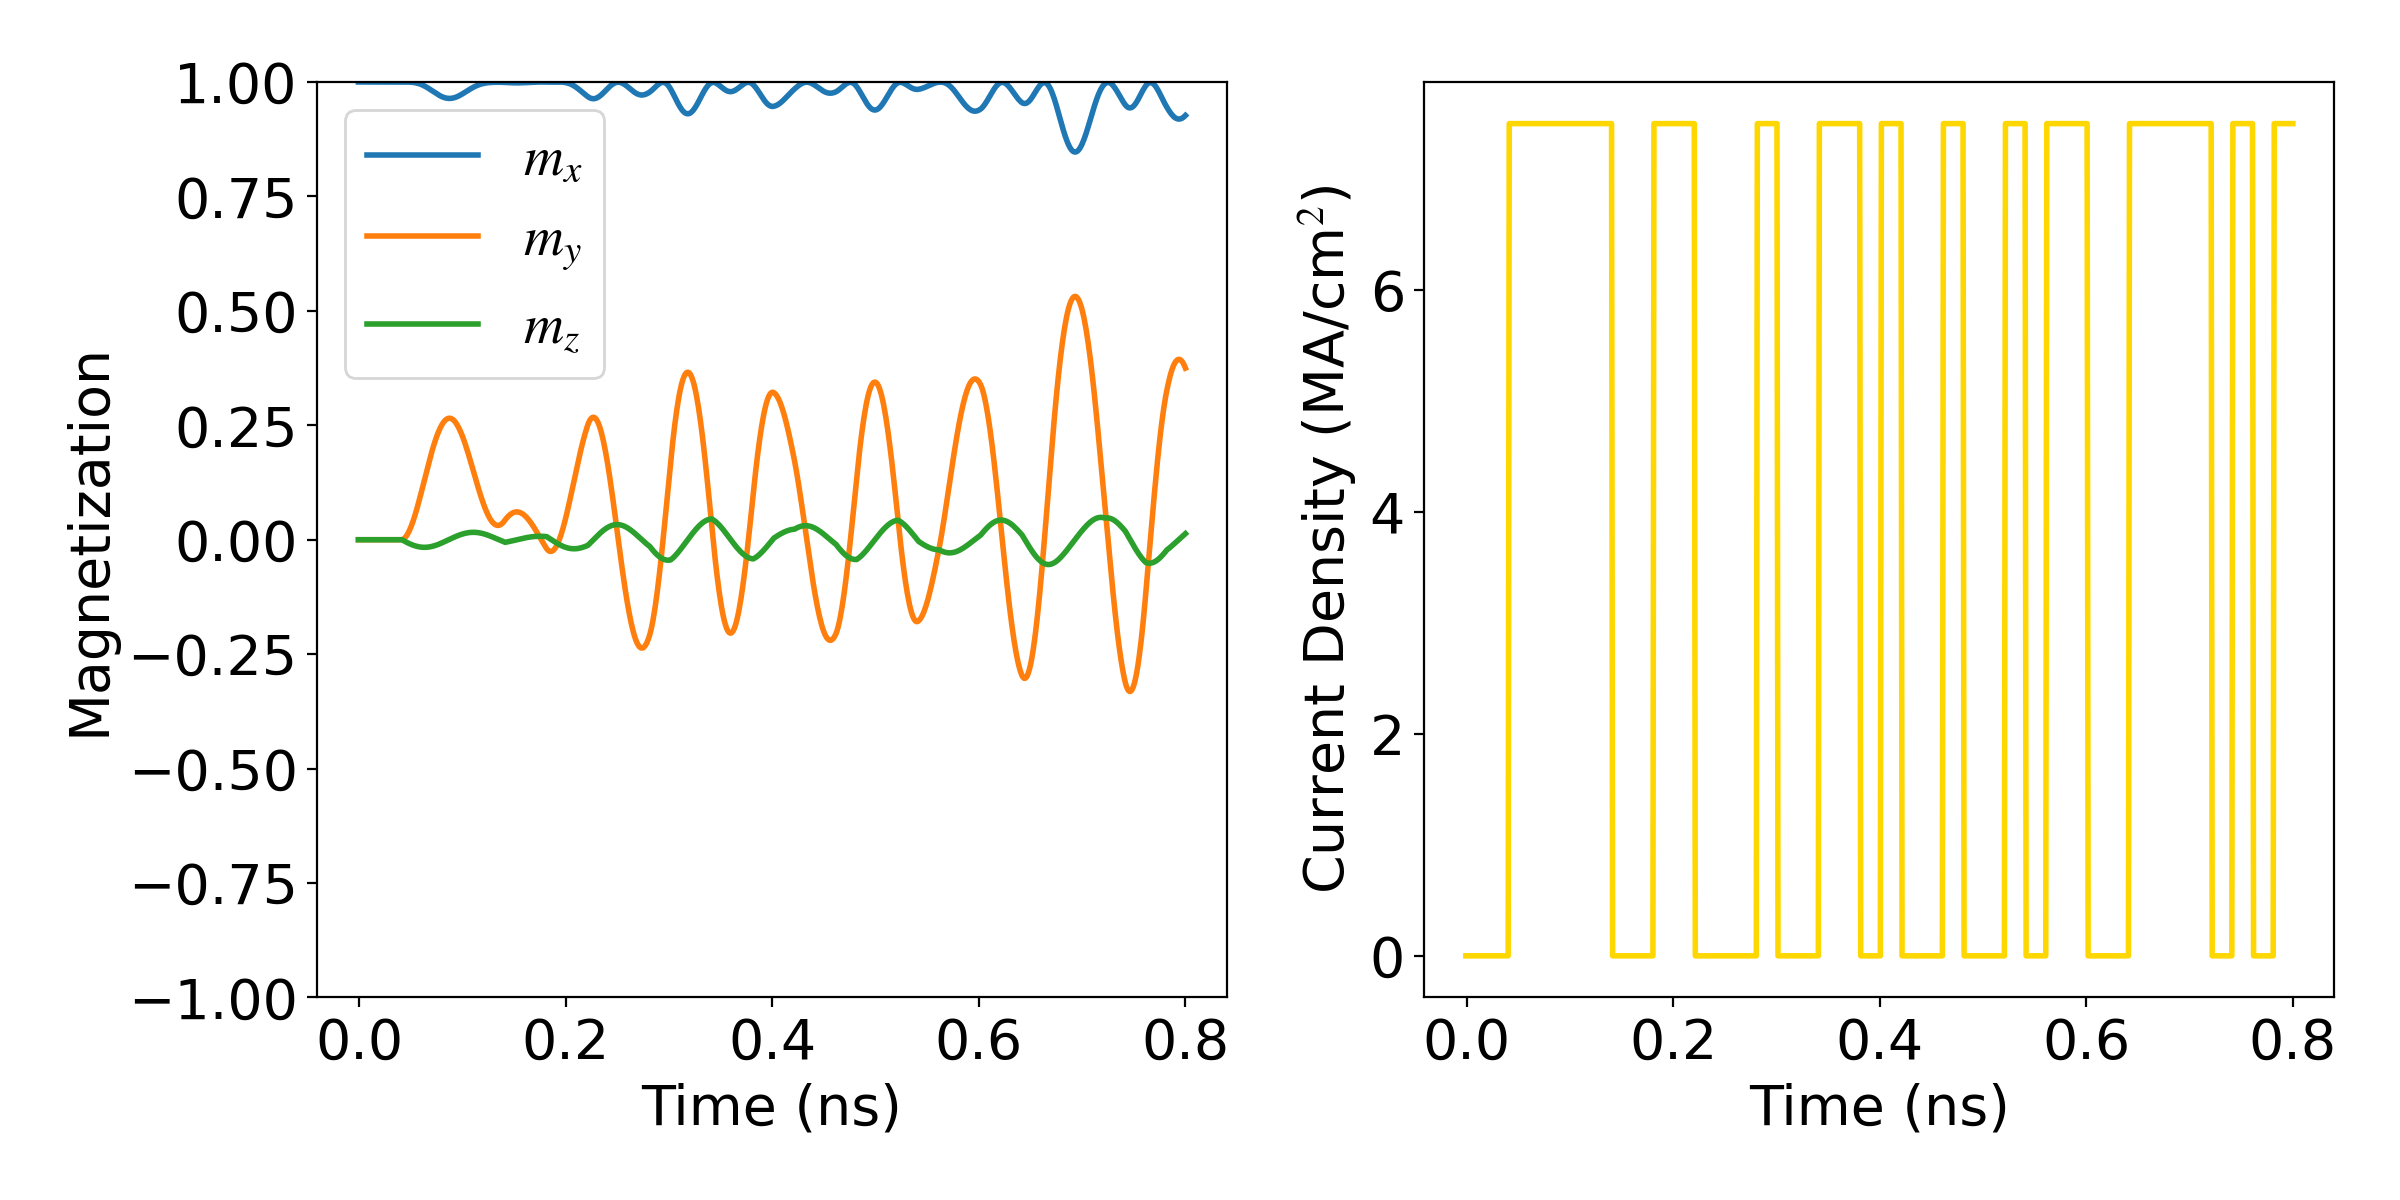 1.00
0.75
0.50
0.25
0.00
−0.25
−0.50
−0.75
−1.00
Magnetization
m_x
m_y
m_z
0.0 0.2 0.4 0.6 0.8
Time (ns)
6
4
2
0
Current Density (MA/cm²)
0.0 0.2 0.4 0.6 0.8
Time (ns)